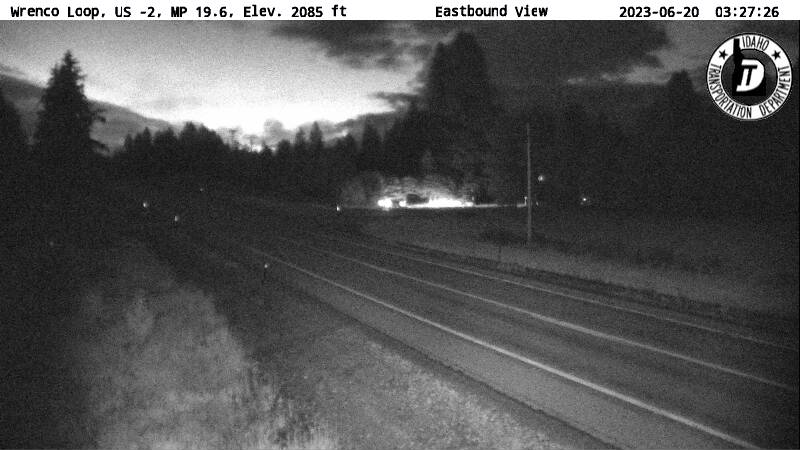 Wrenco Loop, US -2, MP 19.6, Elev. 2085 ft Eastbound View 2023-06-20 03:27:26
IDAHO
TRANSPORTATION DEPARTMENT